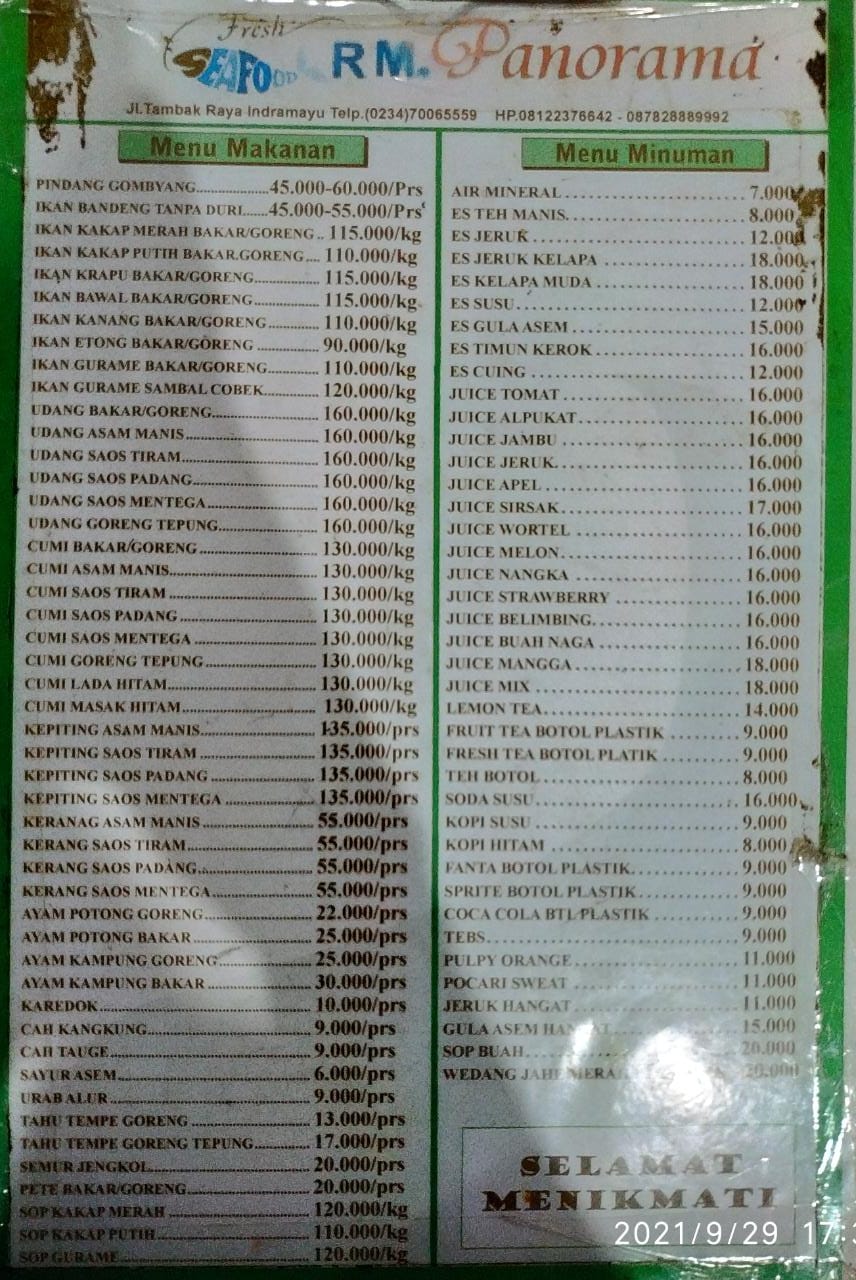 Fresh
SEAFOOD RM. Panorama
Jl.Tambak Raya Indramayu Telp.(0234)70065559 HP.08122376642 - 087828889992
Menu Makanan
PINDANG GOMBYANG.....................45.000-60.000/Prs
IKAN BANDENG TANPA DURI.......45.000-55.000/Prs
IKAN KAKAP MERAH BAKAR/GORENG .. 115.000/kg
IKAN KAKAP PUTIH BAKAR.GORENG.... 110.000/kg
IKAN KRAPU BAKAR/GORENG.............. 115.000/kg
IKAN BAWAL BAKAR/GORENG.............. 115.000/kg
IKAN KANANG BAKAR/GORENG........... 110.000/kg
IKAN ETONG BAKAR/GORENG ............. 90.000/kg
IKAN GURAME BAKAR/GORENG........... 110.000/kg
IKAN GURAME SAMBAL COBEK............ 120.000/kg
UDANG BAKAR/GORENG....................... 160.000/kg
UDANG ASAM MANIS............................ 160.000/kg
UDANG SAOS TIRAM............................. 160.000/kg
UDANG SAOS PADANG.......................... 160.000/kg
UDANG SAOS MENTEGA....................... 160.000/kg
UDANG GORENG TEPUNG.................... 160.000/kg
CUMI BAKAR/GORENG ........................ 130.000/kg
CUMI ASAM MANIS............................... 130.000/kg
CUMI SAOS TIRAM ............................... 130.000/kg
CUMI SAOS PADANG ............................ 130.000/kg
CUMI SAOS MENTEGA ......................... 130.000/kg
CUMI GORENG TEPUNG....................... 130.000/kg
CUMI LADA HITAM............................... 130.000/kg
CUMI MASAK HITAM............................ 130.000/kg
KEPITING ASAM MANIS........................ 135.000/prs
KEPITING SAOS TIRAM ........................ 135.000/prs
KEPITING SAOS PADANG ..................... 135.000/prs
KEPITING SAOS MENTEGA .................. 135.000/prs
KERANAG ASAM MANIS ....................... 55.000/prs
KERANG SAOS TIRAM.......................... 55.000/prs
KERANG SAOS PADANG........................ 55.000/prs
KERANG SAOS MENTEGA..................... 55.000/prs
AYAM POTONG GORENG...................... 22.000/prs
AYAM POTONG BAKAR ........................ 25.000/prs
AYAM KAMPUNG GORENG................... 25.000/prs
AYAM KAMPUNG BAKAR ..................... 30.000/prs
KAREDOK............................................. 10.000/prs
CAH KANGKUNG.................................. 9.000/prs
CAH TAUGE.......................................... 9.000/prs
SAYUR ASEM......................................... 6.000/prs
URAB ALUR .......................................... 9.000/prs
TAHU TEMPE GORENG ......................... 13.000/prs
TAHU TEMPE GORENG TEPUNG............ 17.000/prs
SEMUR JENGKOL.................................. 20.000/prs
PETE BAKAR/GORENG.......................... 20.000/prs
SOP KAKAP MERAH .............................. 120.000/kg
SOP KAKAP PUTIH................................. 110.000/kg
SOP GURAME........................................ 120.000/kg
Menu Minuman
AIR MINERAL........................ 7.000
ES TEH MANIS........................ 8.000
ES JERUK ............................ 12.000
ES JERUK KELAPA .................... 18.000
ES KELAPA MUDA ..................... 18.000
ES SUSU.............................. 12.000
ES GULA ASEM ....................... 15.000
ES TIMUN KEROK .................... 16.000
ES CUING ............................ 12.000
JUICE TOMAT ........................ 16.000
JUICE ALPUKAT....................... 16.000
JUICE JAMBU ........................ 16.000
JUICE JERUK......................... 16.000
JUICE APEL .......................... 16.000
JUICE SIRSAK........................ 17.000
JUICE WORTEL ...................... 16.000
JUICE MELON........................ 16.000
JUICE NANGKA ...................... 16.000
JUICE STRAWBERRY ................. 16.000
JUICE BELIMBING.................... 16.000
JUICE BUAH NAGA ................... 16.000
JUICE MANGGA...................... 18.000
JUICE MIX ........................... 18.000
LEMON TEA.......................... 14.000
FRUIT TEA BOTOL PLASTIK ......... 9.000
FRESH TEA BOTOL PLATIK .......... 9.000
TEH BOTOL .......................... 8.000
SODA SUSU........................... 16.000
KOPI SUSU ........................... 9.000
KOPI HITAM ......................... 8.000
FANTA BOTOL PLASTIK.............. 9.000
SPRITE BOTOL PLASTIK............. 9.000
COCA COLA BTL PLASTIK ........... 9.000
TEBS................................. 9.000
PULPY ORANGE...................... 11.000
POCARI SWEAT ...................... 11.000
JERUK HANGAT...................... 11.000
GULA ASEM HANGAT................. 15.000
SOP BUAH............................ 20.000
WEDANG JAHE MERAH 20.000
SELAMAT
MENIKMATI
2021/9/29